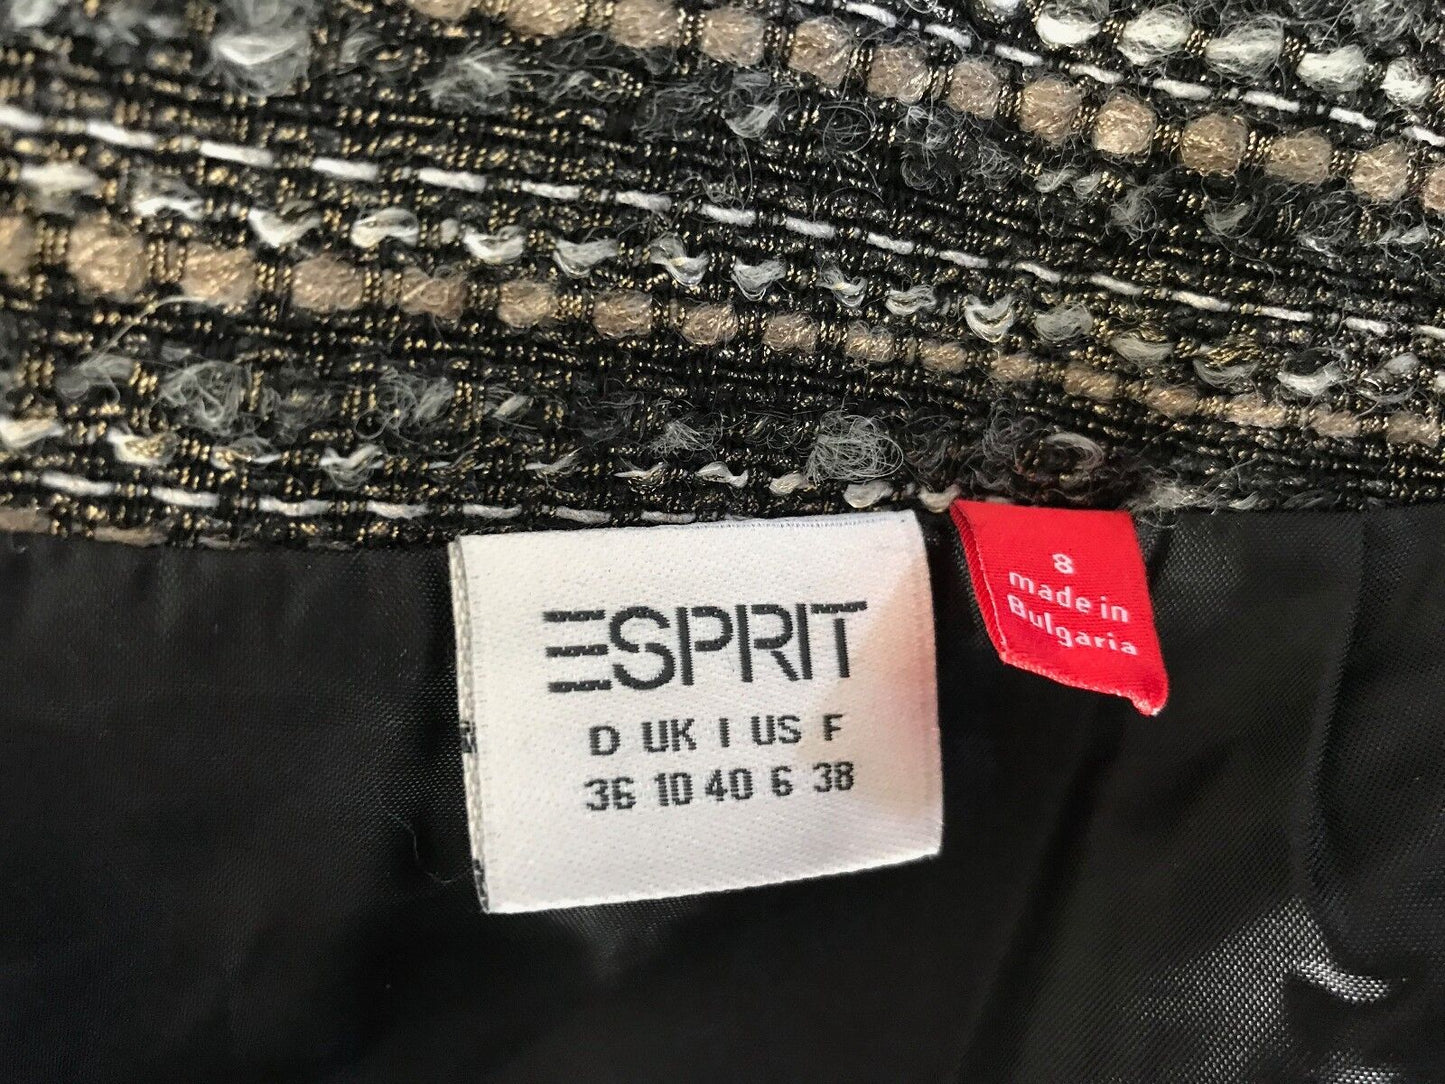 ESPRIT
D UK I US F
36 10 40 6 38
8
made in
Bulgaria